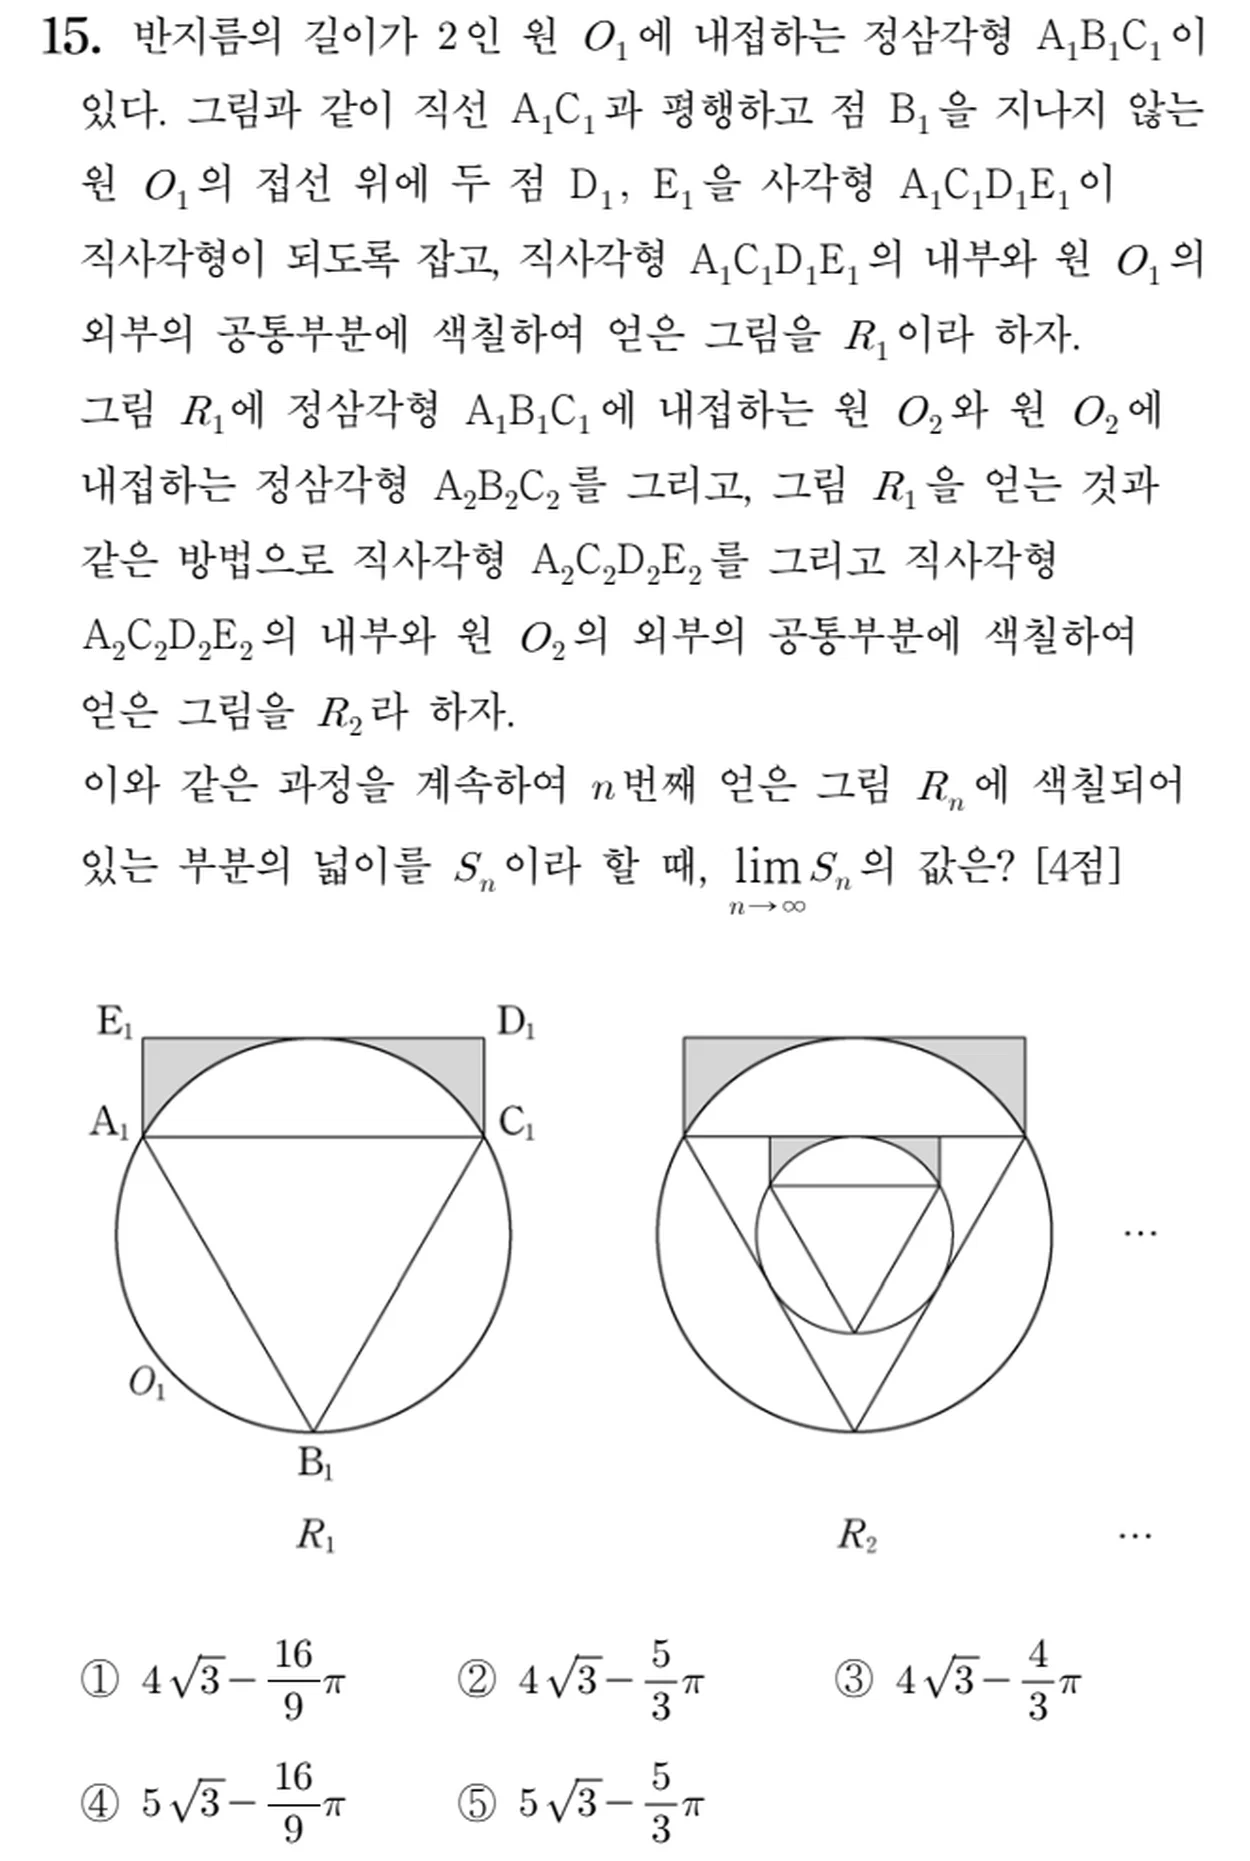 15. 반지름의 길이가 2인 원 O₁에 내접하는 정삼각형 A₁B₁C₁이
있다. 그림과 같이 직선 A₁C₁과 평행하고 점 B₁을 지나지 않는
원 O₁의 접선 위에 두 점 D₁, E₁을 사각형 A₁C₁D₁E₁이
직사각형이 되도록 잡고, 직사각형 A₁C₁D₁E₁의 내부와 원 O₁의
외부의 공통부분에 색칠하여 얻은 그림을 R₁이라 하자.
그림 R₁에 정삼각형 A₁B₁C₁에 내접하는 원 O₂와 원 O₂에
내접하는 정삼각형 A₂B₂C₂를 그리고, 그림 R₁을 얻는 것과
같은 방법으로 직사각형 A₂C₂D₂E₂를 그리고 직사각형
A₂C₂D₂E₂의 내부와 원 O₂의 외부의 공통부분에 색칠하여
얻은 그림을 R₂라 하자.
이와 같은 과정을 계속하여 n번째 얻은 그림 Rₙ에 색칠되어
있는 부분의 넓이를 Sₙ이라 할 때, lim n→∞ Sₙ의 값은? [4점]
E₁ D₁
A₁ C₁
…
O₁
B₁
R₁ R₂ …
① 4√3 − 16/9 π ② 4√3 − 5/3 π ③ 4√3 − 4/3 π
④ 5√3 − 16/9 π ⑤ 5√3 − 5/3 π